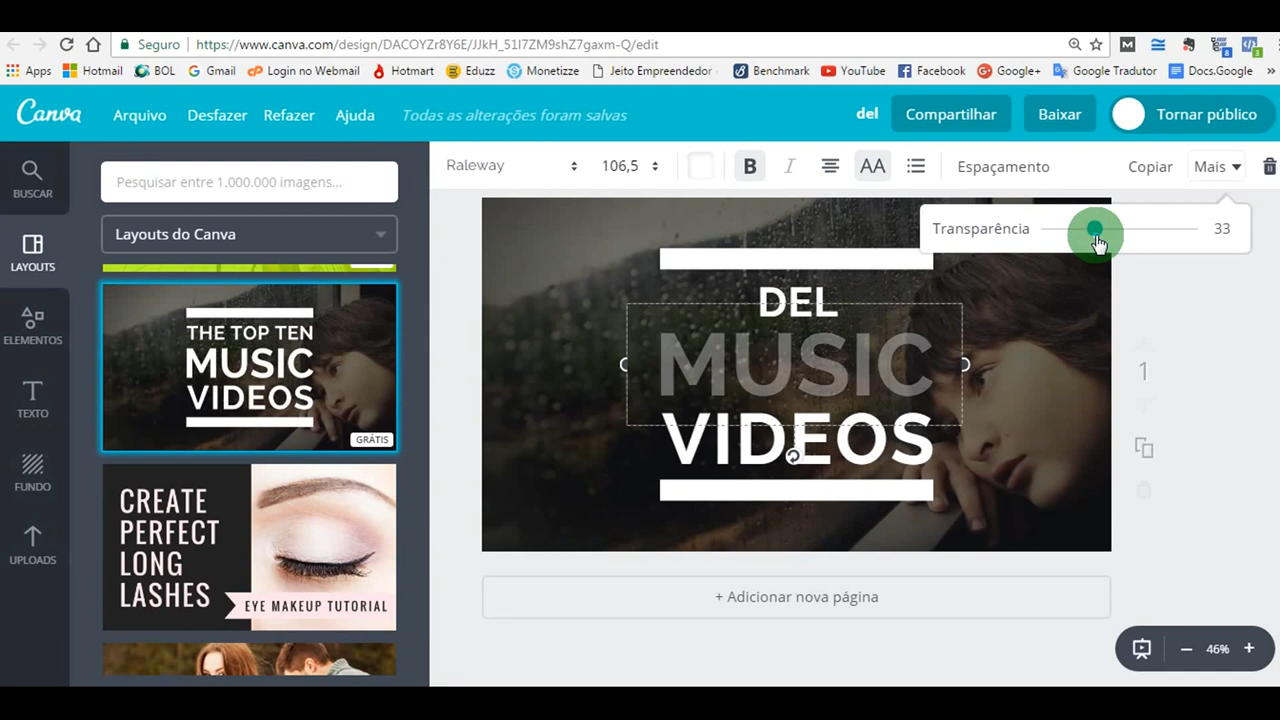 Seguro https://www.canva.com/design/DACOYZr8Y6E/JJkH_51I7ZM9shZ7gaxm-Q/edit
Apps Hotmail BOL Gmail Login no Webmail Hotmart Eduzz Monetizze Jeito Empreendedor Benchmark YouTube Facebook Google+ Google Tradutor Docs.Google »
Canva Arquivo Desfazer Refazer Ajuda Todas as alterações foram salvas del Compartilhar Baixar Tornar público
Raleway 106,5 B I AA Espaçamento Copiar Mais
BUSCAR
Pesquisar entre 1.000.000 imagens...
Layouts do Canva
LAYOUTS
ELEMENTOS
TEXTO
FUNDO
UPLOADS
THE TOP TEN
MUSIC
VIDEOS
GRÁTIS
CREATE
PERFECT
LONG
LASHES
EYE MAKEUP TUTORIAL
Transparência 33
DEL
MUSIC
VIDEOS
1
+ Adicionar nova página
46%